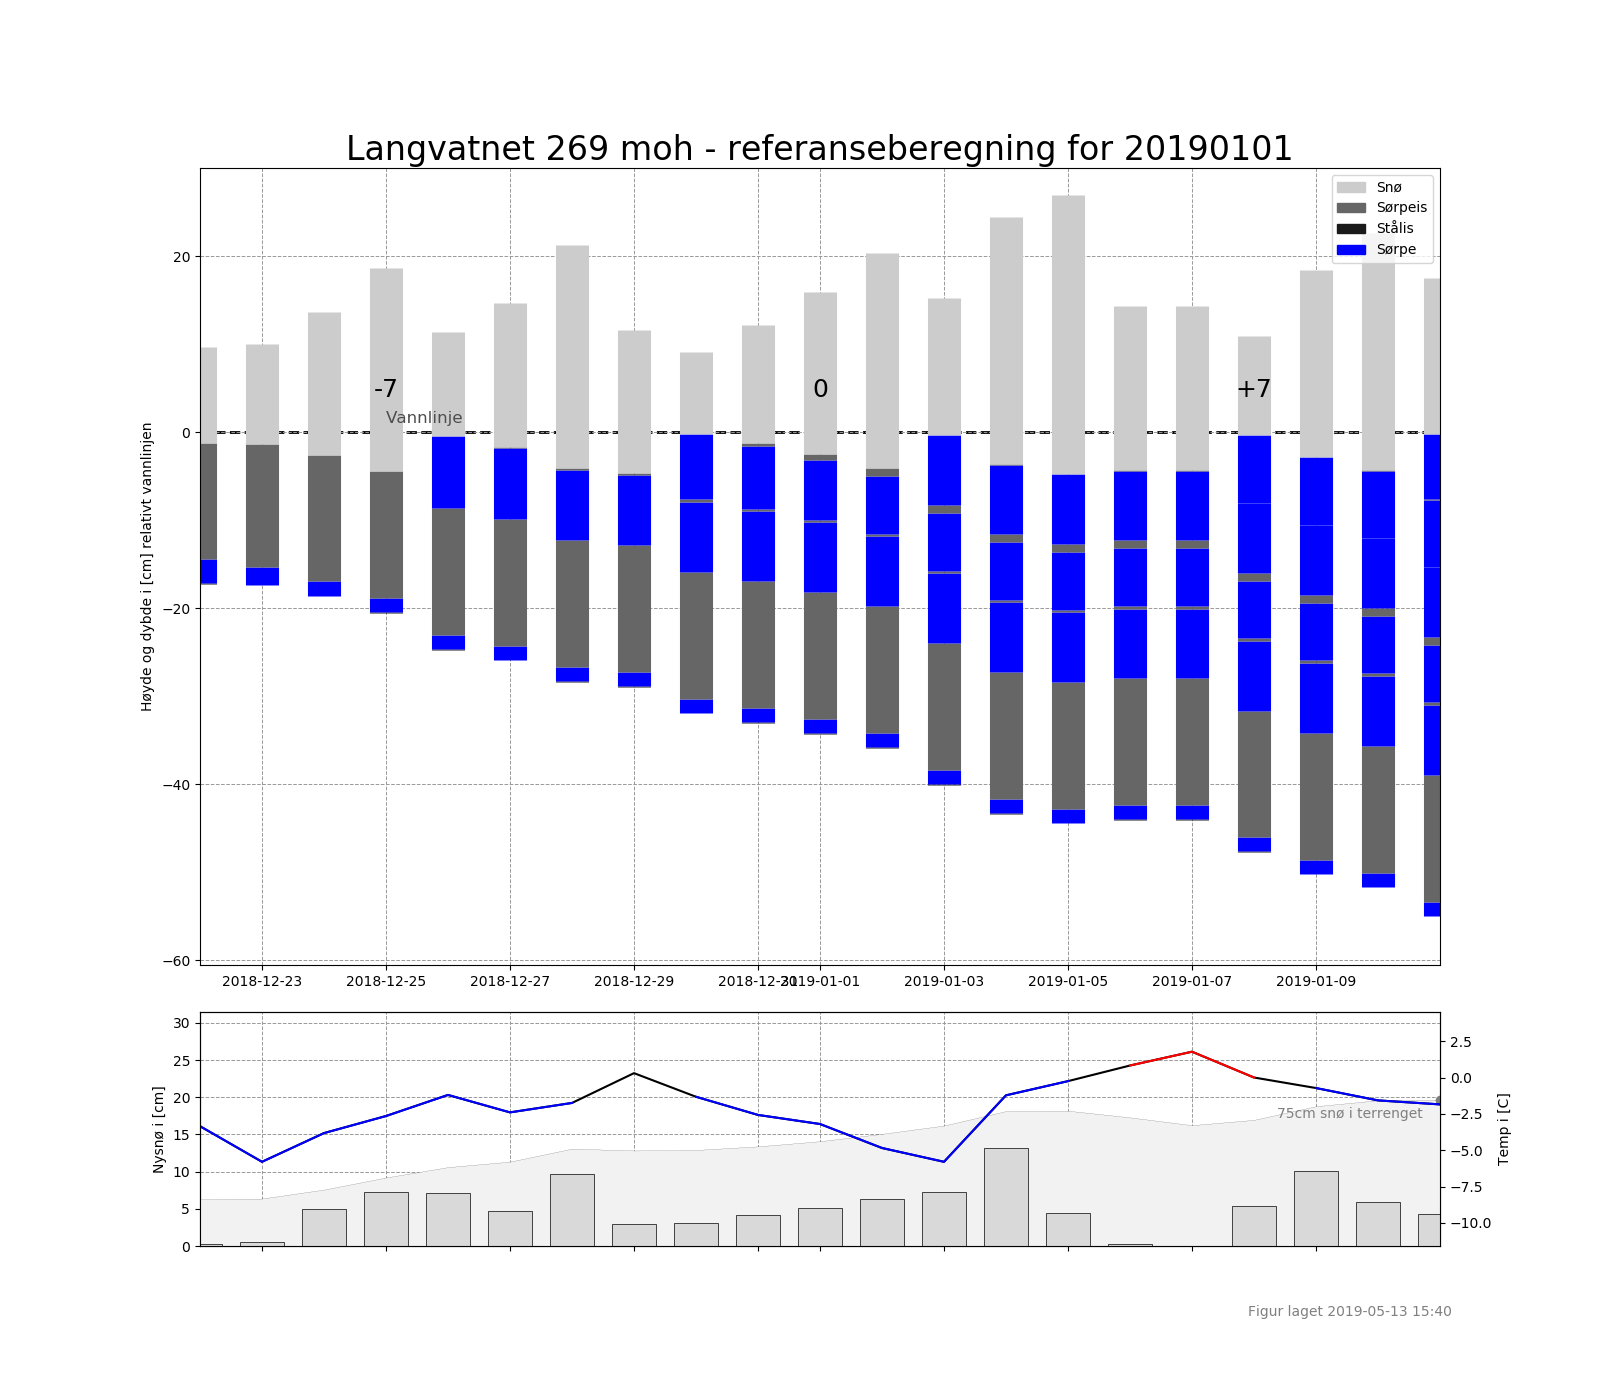 Langvatnet 269 moh - referanseberegning for 20190101
Snø
Sørpeis
Stålis
Sørpe
20
0
−20
−40
−60
Høyde og dybde i [cm] relativt vannlinjen
-7
0
+7
Vannlinje
2018-12-23
2018-12-25
2018-12-27
2018-12-29
2018-12-31
2019-01-01
2019-01-03
2019-01-05
2019-01-07
2019-01-09
30
25
20
15
10
5
0
Nysnø i [cm]
75cm snø i terrenget
2.5
0.0
−2.5
−5.0
−7.5
−10.0
Temp i [C]
Figur laget 2019-05-13 15:40